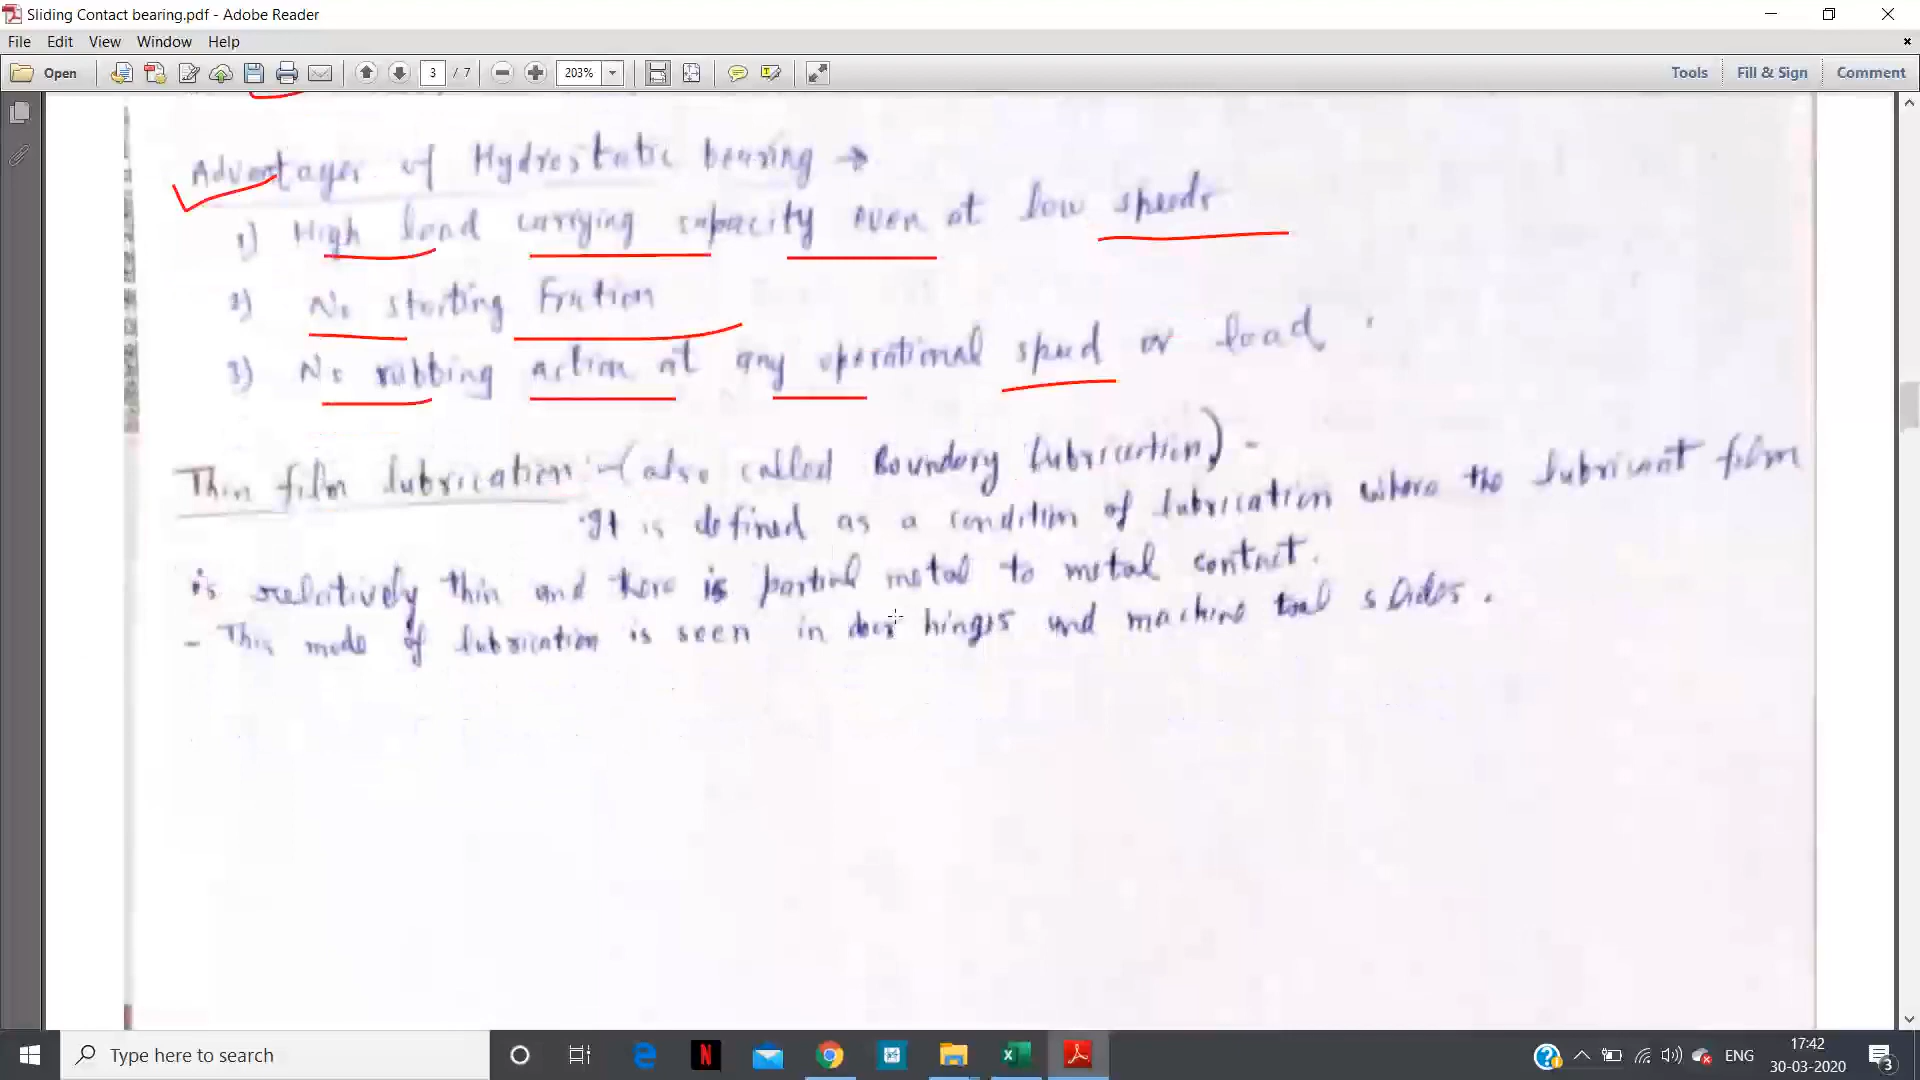 Sliding Contact bearing.pdf - Adobe Reader
File Edit View Window Help
Open 3 / 7 203% Tools Fill & Sign Comment
Advantages of Hydrostatic bearing →
1) High load carrying capacity even at low speeds
2) No starting Friction
3) No rubbing action at any operational speed or load .
Thin film lubrication :- (also called Boundary Lubrication) -
It is defined as a condition of lubrication where the lubricant film
is relatively thin and there is partial metal to metal contact.
- This mode of lubrication is seen in door hinges and machine tool slides.
Type here to search ENG 17:42
30-03-2020
3